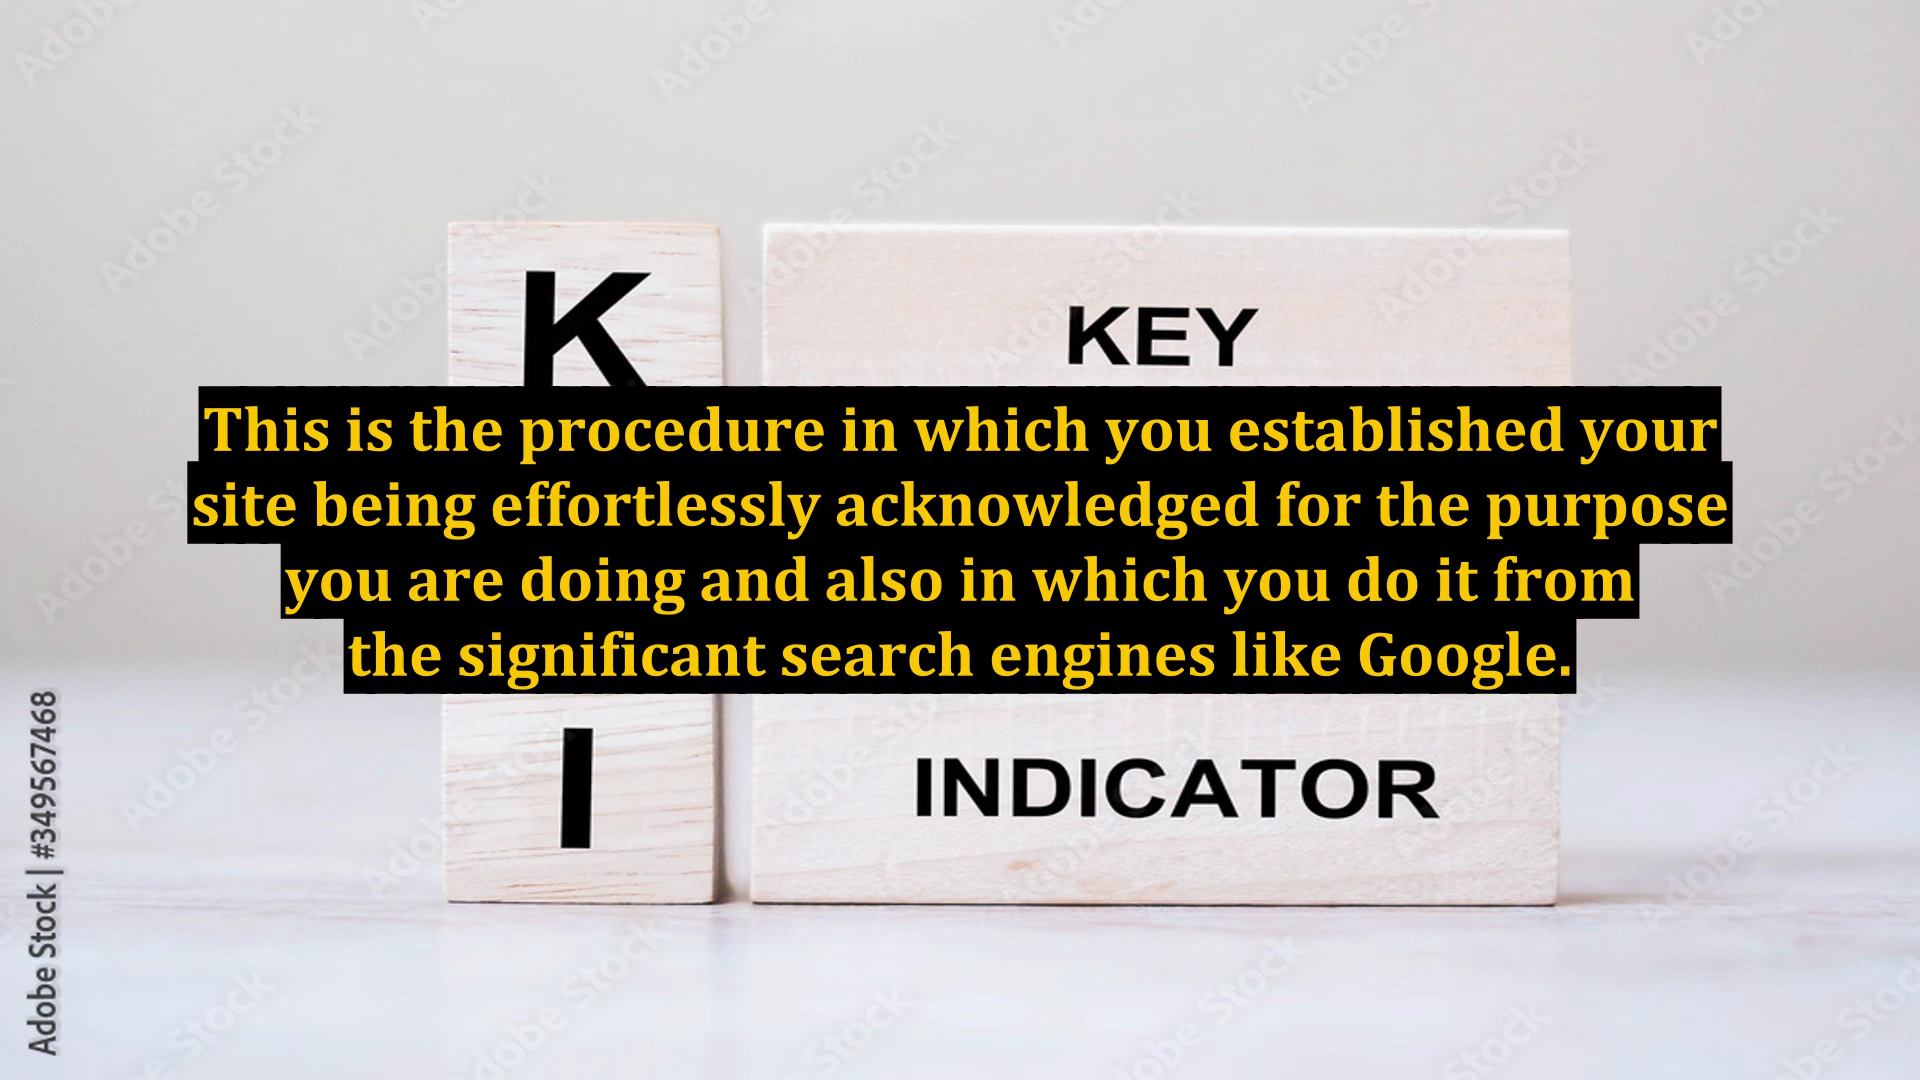 K
KEY
This is the procedure in which you established your
site being effortlessly acknowledged for the purpose
you are doing and also in which you do it from
the significant search engines like Google.
I
INDICATOR
Adobe Stock | #349567468
Adobe Stock